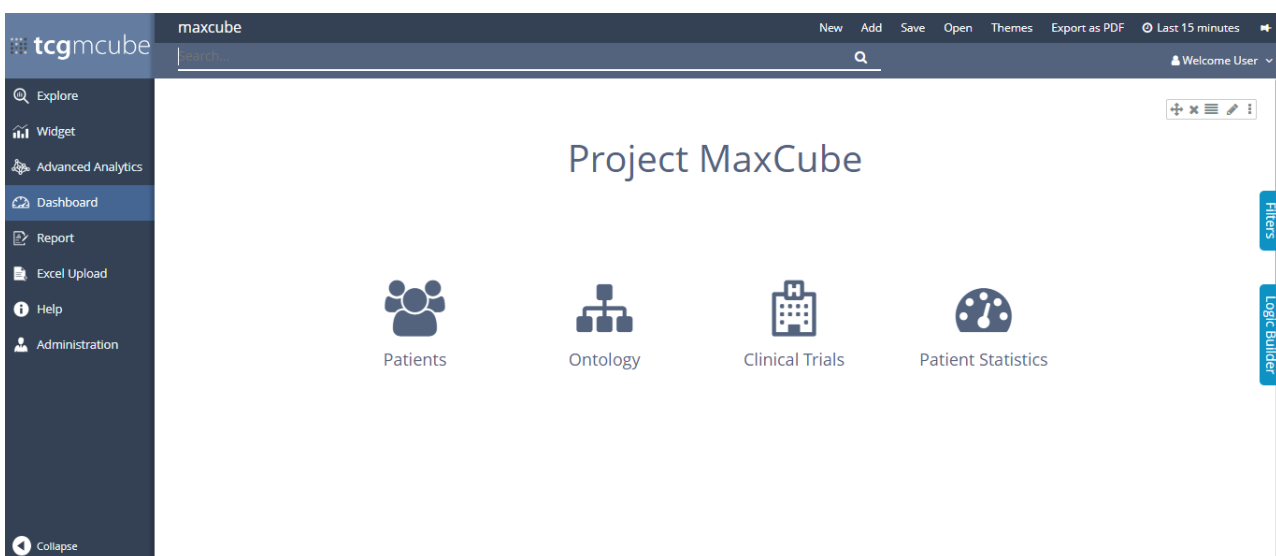 tcgmcube
maxcube
New Add Save Open Themes Export as PDF Last 15 minutes
Search...
Welcome User
Explore
Widget
Advanced Analytics
Dashboard
Report
Excel Upload
Help
Administration
Collapse
Project MaxCube
Patients
Ontology
Clinical Trials
Patient Statistics
Filters
Logic Builder